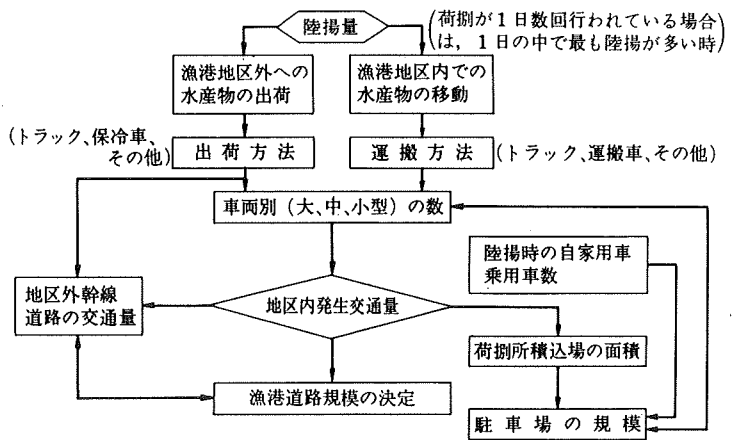 陸揚量
(荷捌が1日数回行われている場合
は，1日の中で最も陸揚が多い時)
漁港地区外への
水産物の出荷
漁港地区内での
水産物の移動
(トラック、保冷車、
その他)
出荷方法
運搬方法
(トラック、運搬車、その他)
車両別（大、中、小型）の数
陸揚時の自家用車
乗用車数
地区外幹線
道路の交通量
地区内発生交通量
荷捌所積込場の面積
漁港道路規模の決定
駐車場の規模